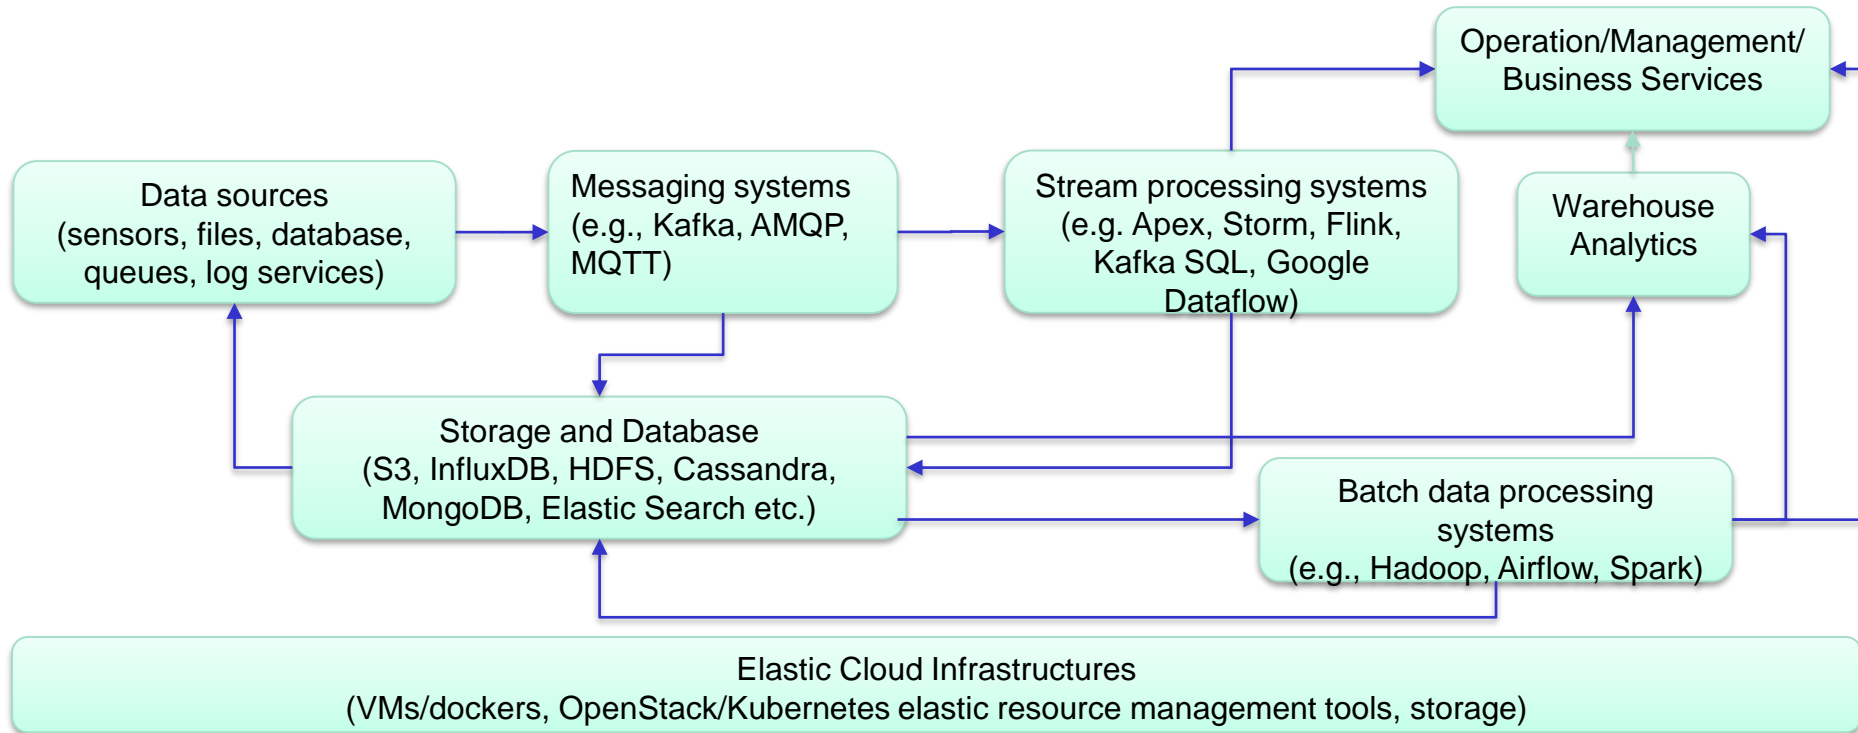 Operation/Management/
Business Services
Data sources
(sensors, files, database,
queues, log services)
Messaging systems
(e.g., Kafka, AMQP,
MQTT)
Stream processing systems
(e.g. Apex, Storm, Flink,
Kafka SQL, Google
Dataflow)
Warehouse
Analytics
Storage and Database
(S3, InfluxDB, HDFS, Cassandra,
MongoDB, Elastic Search etc.)
Batch data processing
systems
(e.g., Hadoop, Airflow, Spark)
Elastic Cloud Infrastructures
(VMs/dockers, OpenStack/Kubernetes elastic resource management tools, storage)